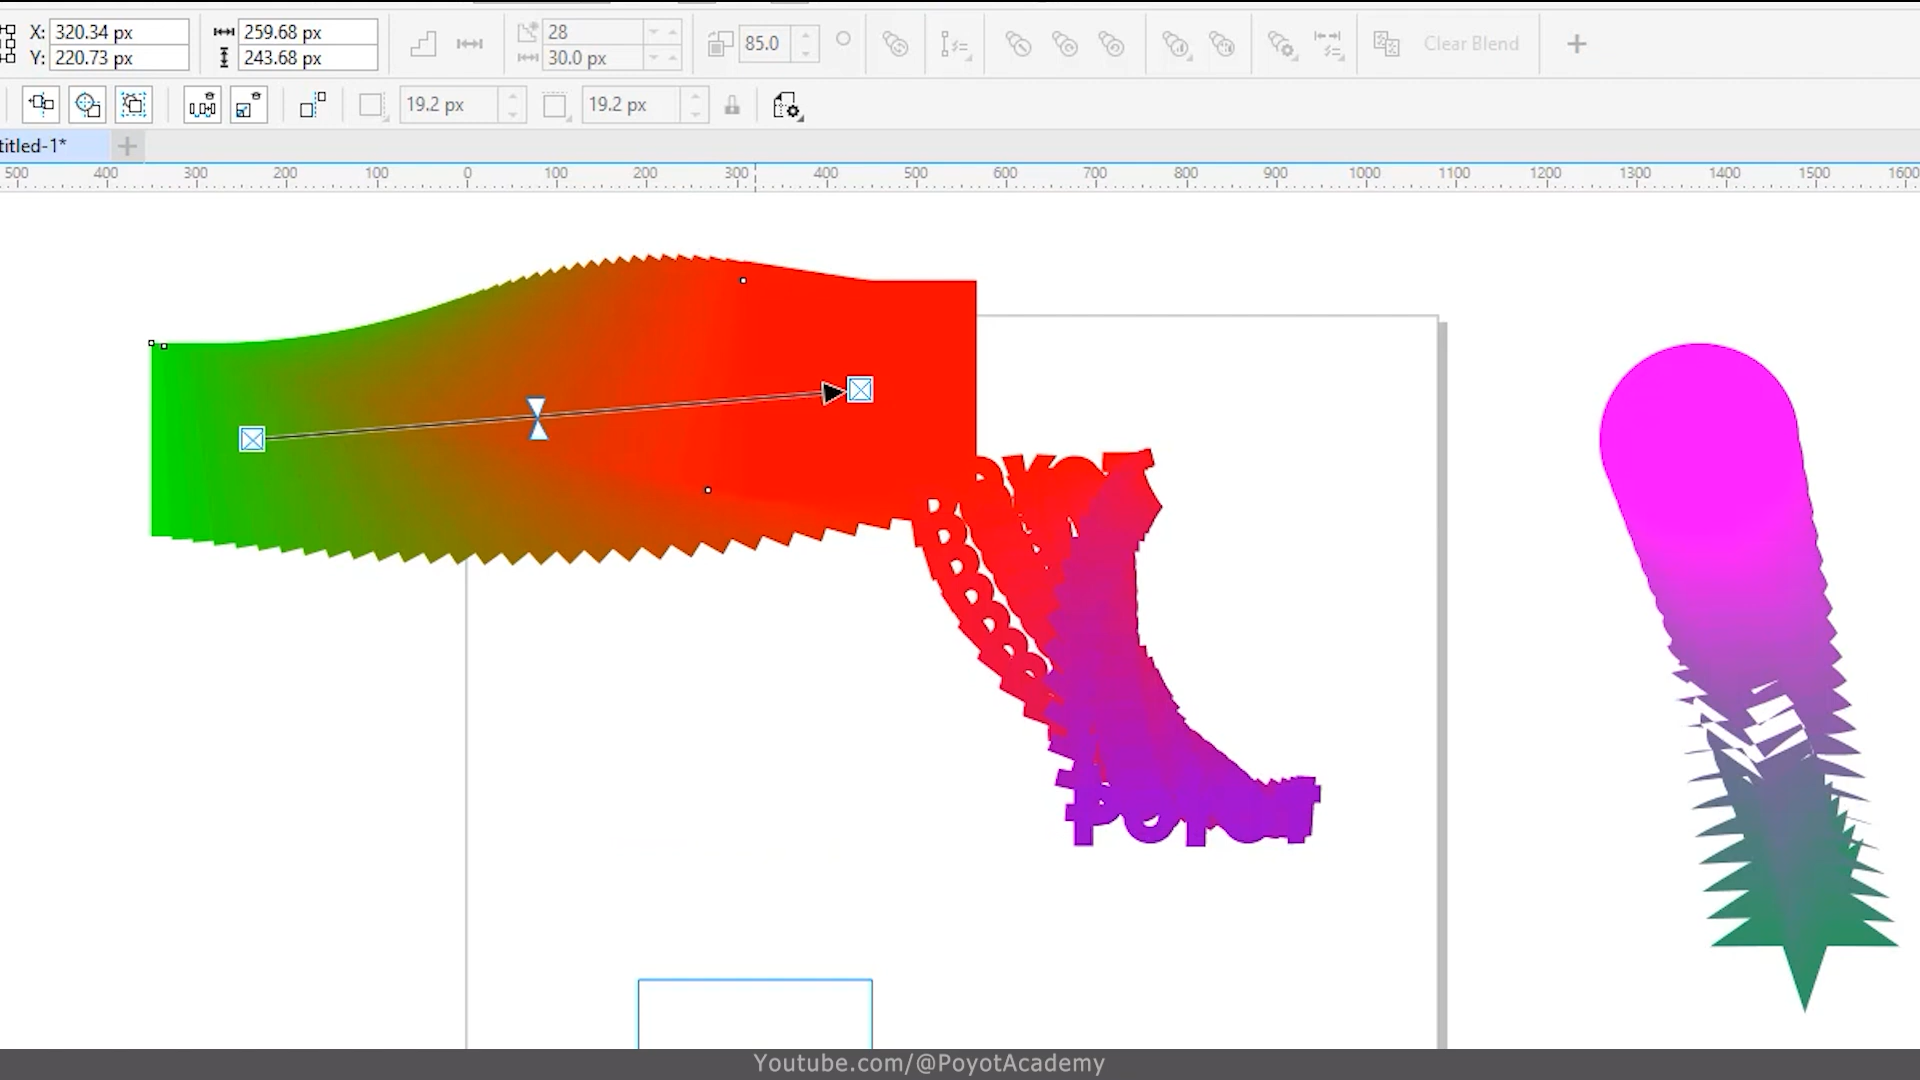 X: 320.34 px 259.68 px 28 85.0 Clear Blend
Y: 220.73 px 243.68 px 30.0 px
19.2 px 19.2 px
titled-1*
500 400 300 200 100 0 100 200 300 400 500 600 700 800 900 1000 1100 1200 1300 1400 1500 1600
POYOT
Youtube.com/@PoyotAcademy